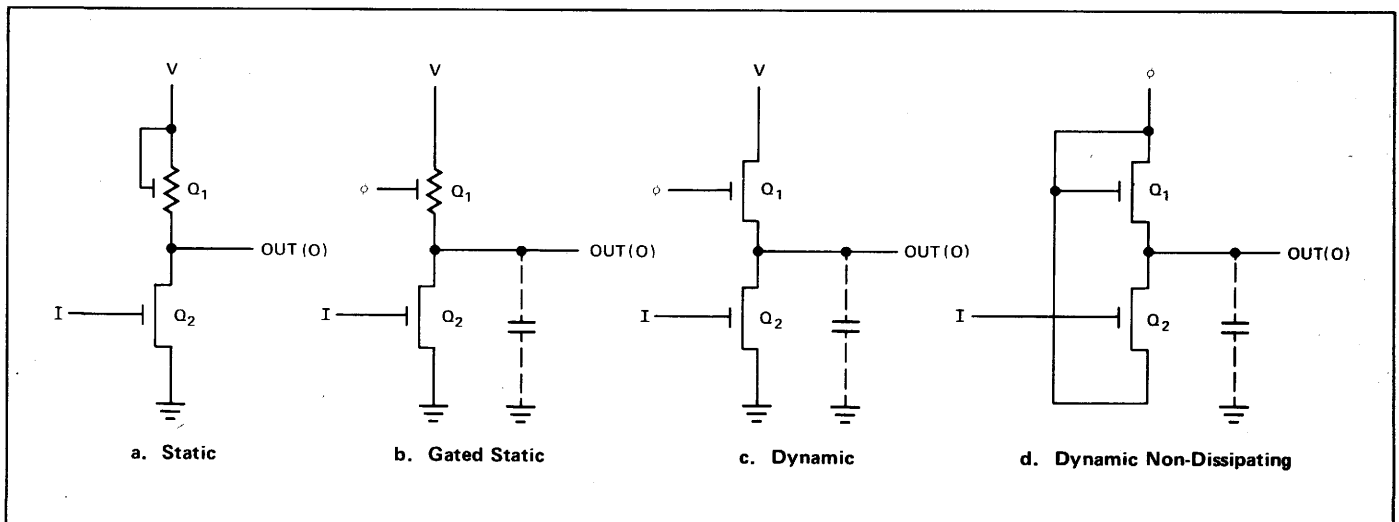 V
Q1
OUT(O)
I
Q2
a. Static
V
φ
Q1
OUT(O)
I
Q2
b. Gated Static
V
φ
Q1
OUT(O)
I
Q2
c. Dynamic
φ
Q1
OUT(O)
I
Q2
d. Dynamic Non-Dissipating